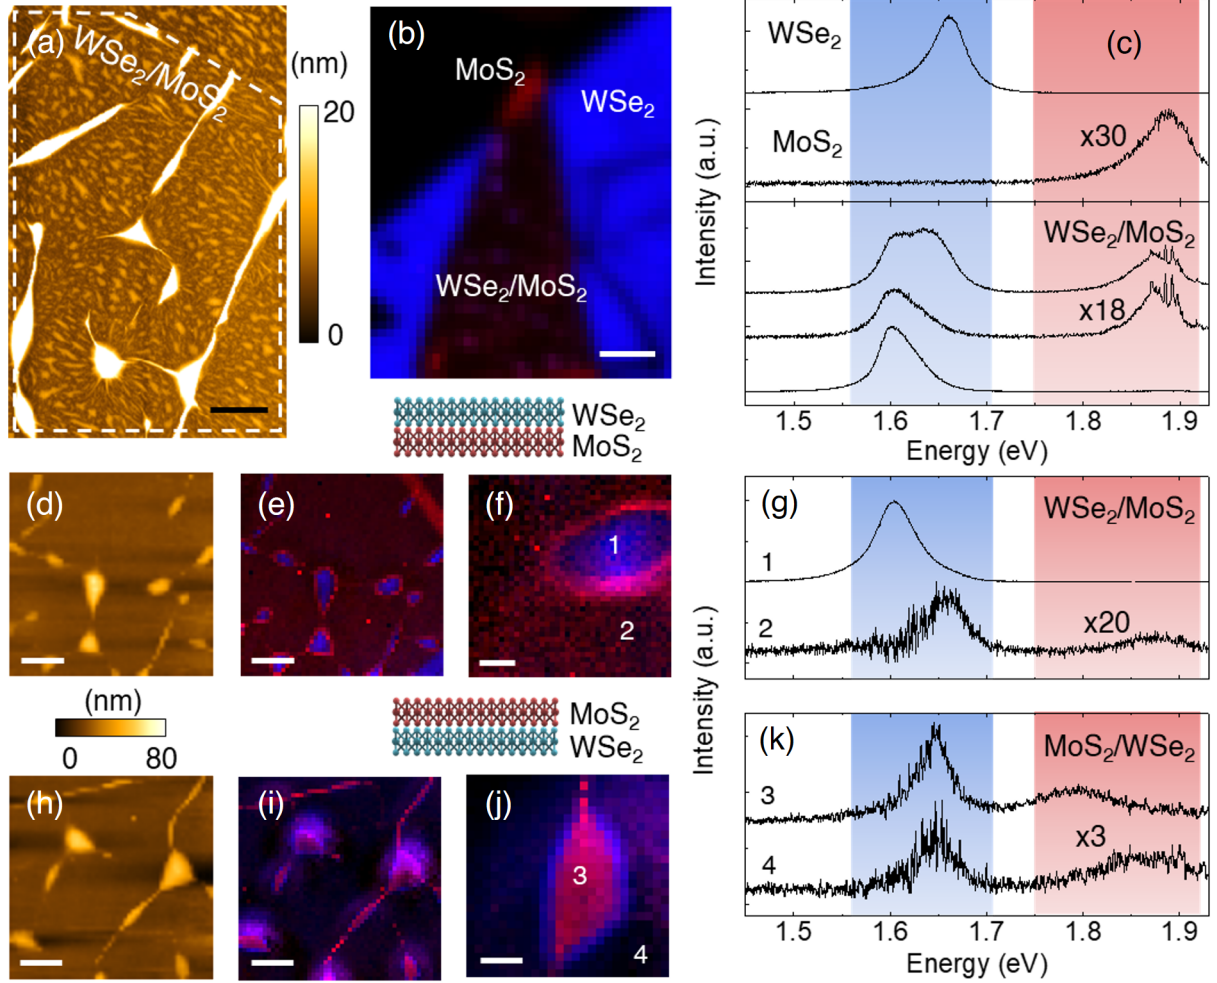 (a)
WSe₂/MoS₂
(nm)
20
0
(b)
MoS₂
WSe₂
WSe₂/MoS₂
WSe₂
MoS₂
(c)
WSe₂
MoS₂
x30
WSe₂/MoS₂
x18
Intensity (a.u.)
1.5 1.6 1.7 1.8 1.9
Energy (eV)
(d)
(e)
(f)
1
2
(g)
WSe₂/MoS₂
1
2
x20
(nm)
0 80
MoS₂
WSe₂
Intensity (a.u.)
(h)
(i)
(j)
3
4
(k)
MoS₂/WSe₂
3
x3
4
1.5 1.6 1.7 1.8 1.9
Energy (eV)